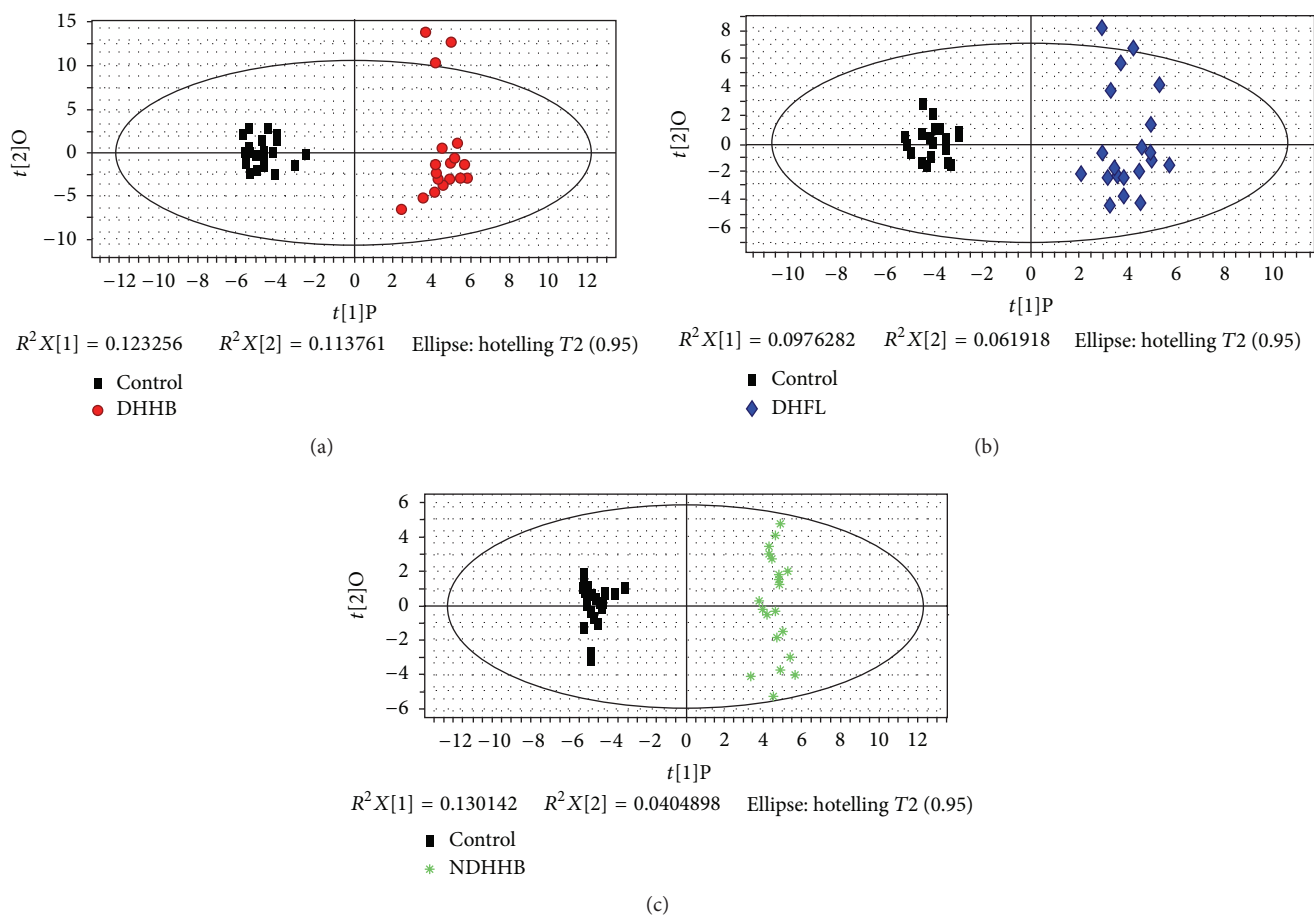 15
10
5
0
−5
−10
t[2]O
−12 −10 −8 −6 −4 −2 0 2 4 6 8 10 12
t[1]P
R²X[1] = 0.123256 R²X[2] = 0.113761 Ellipse: hotelling T2 (0.95)
Control
DHHB
(a)
8
6
4
2
0
−2
−4
−6
t[2]O
−10 −8 −6 −4 −2 0 2 4 6 8 10
t[1]P
R²X[1] = 0.0976282 R²X[2] = 0.061918 Ellipse: hotelling T2 (0.95)
Control
DHFL
(b)
6
4
2
0
−2
−4
−6
t[2]O
−12 −10 −8 −6 −4 −2 0 2 4 6 8 10 12
t[1]P
R²X[1] = 0.130142 R²X[2] = 0.0404898 Ellipse: hotelling T2 (0.95)
Control
NDHHB
(c)